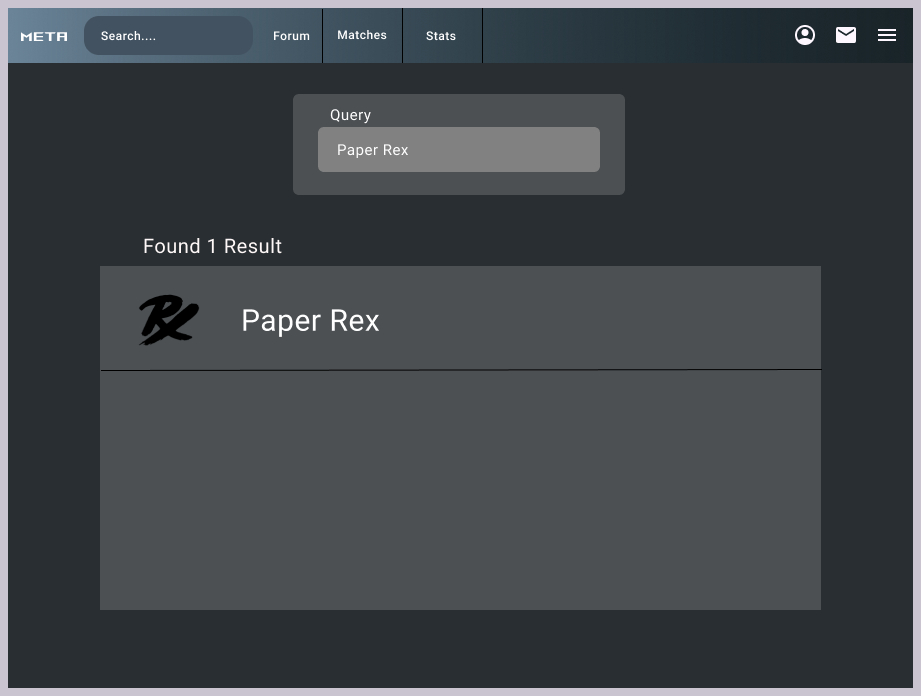 META
Search....
Forum
Matches
Stats
Query
Paper Rex
Found 1 Result
Paper Rex